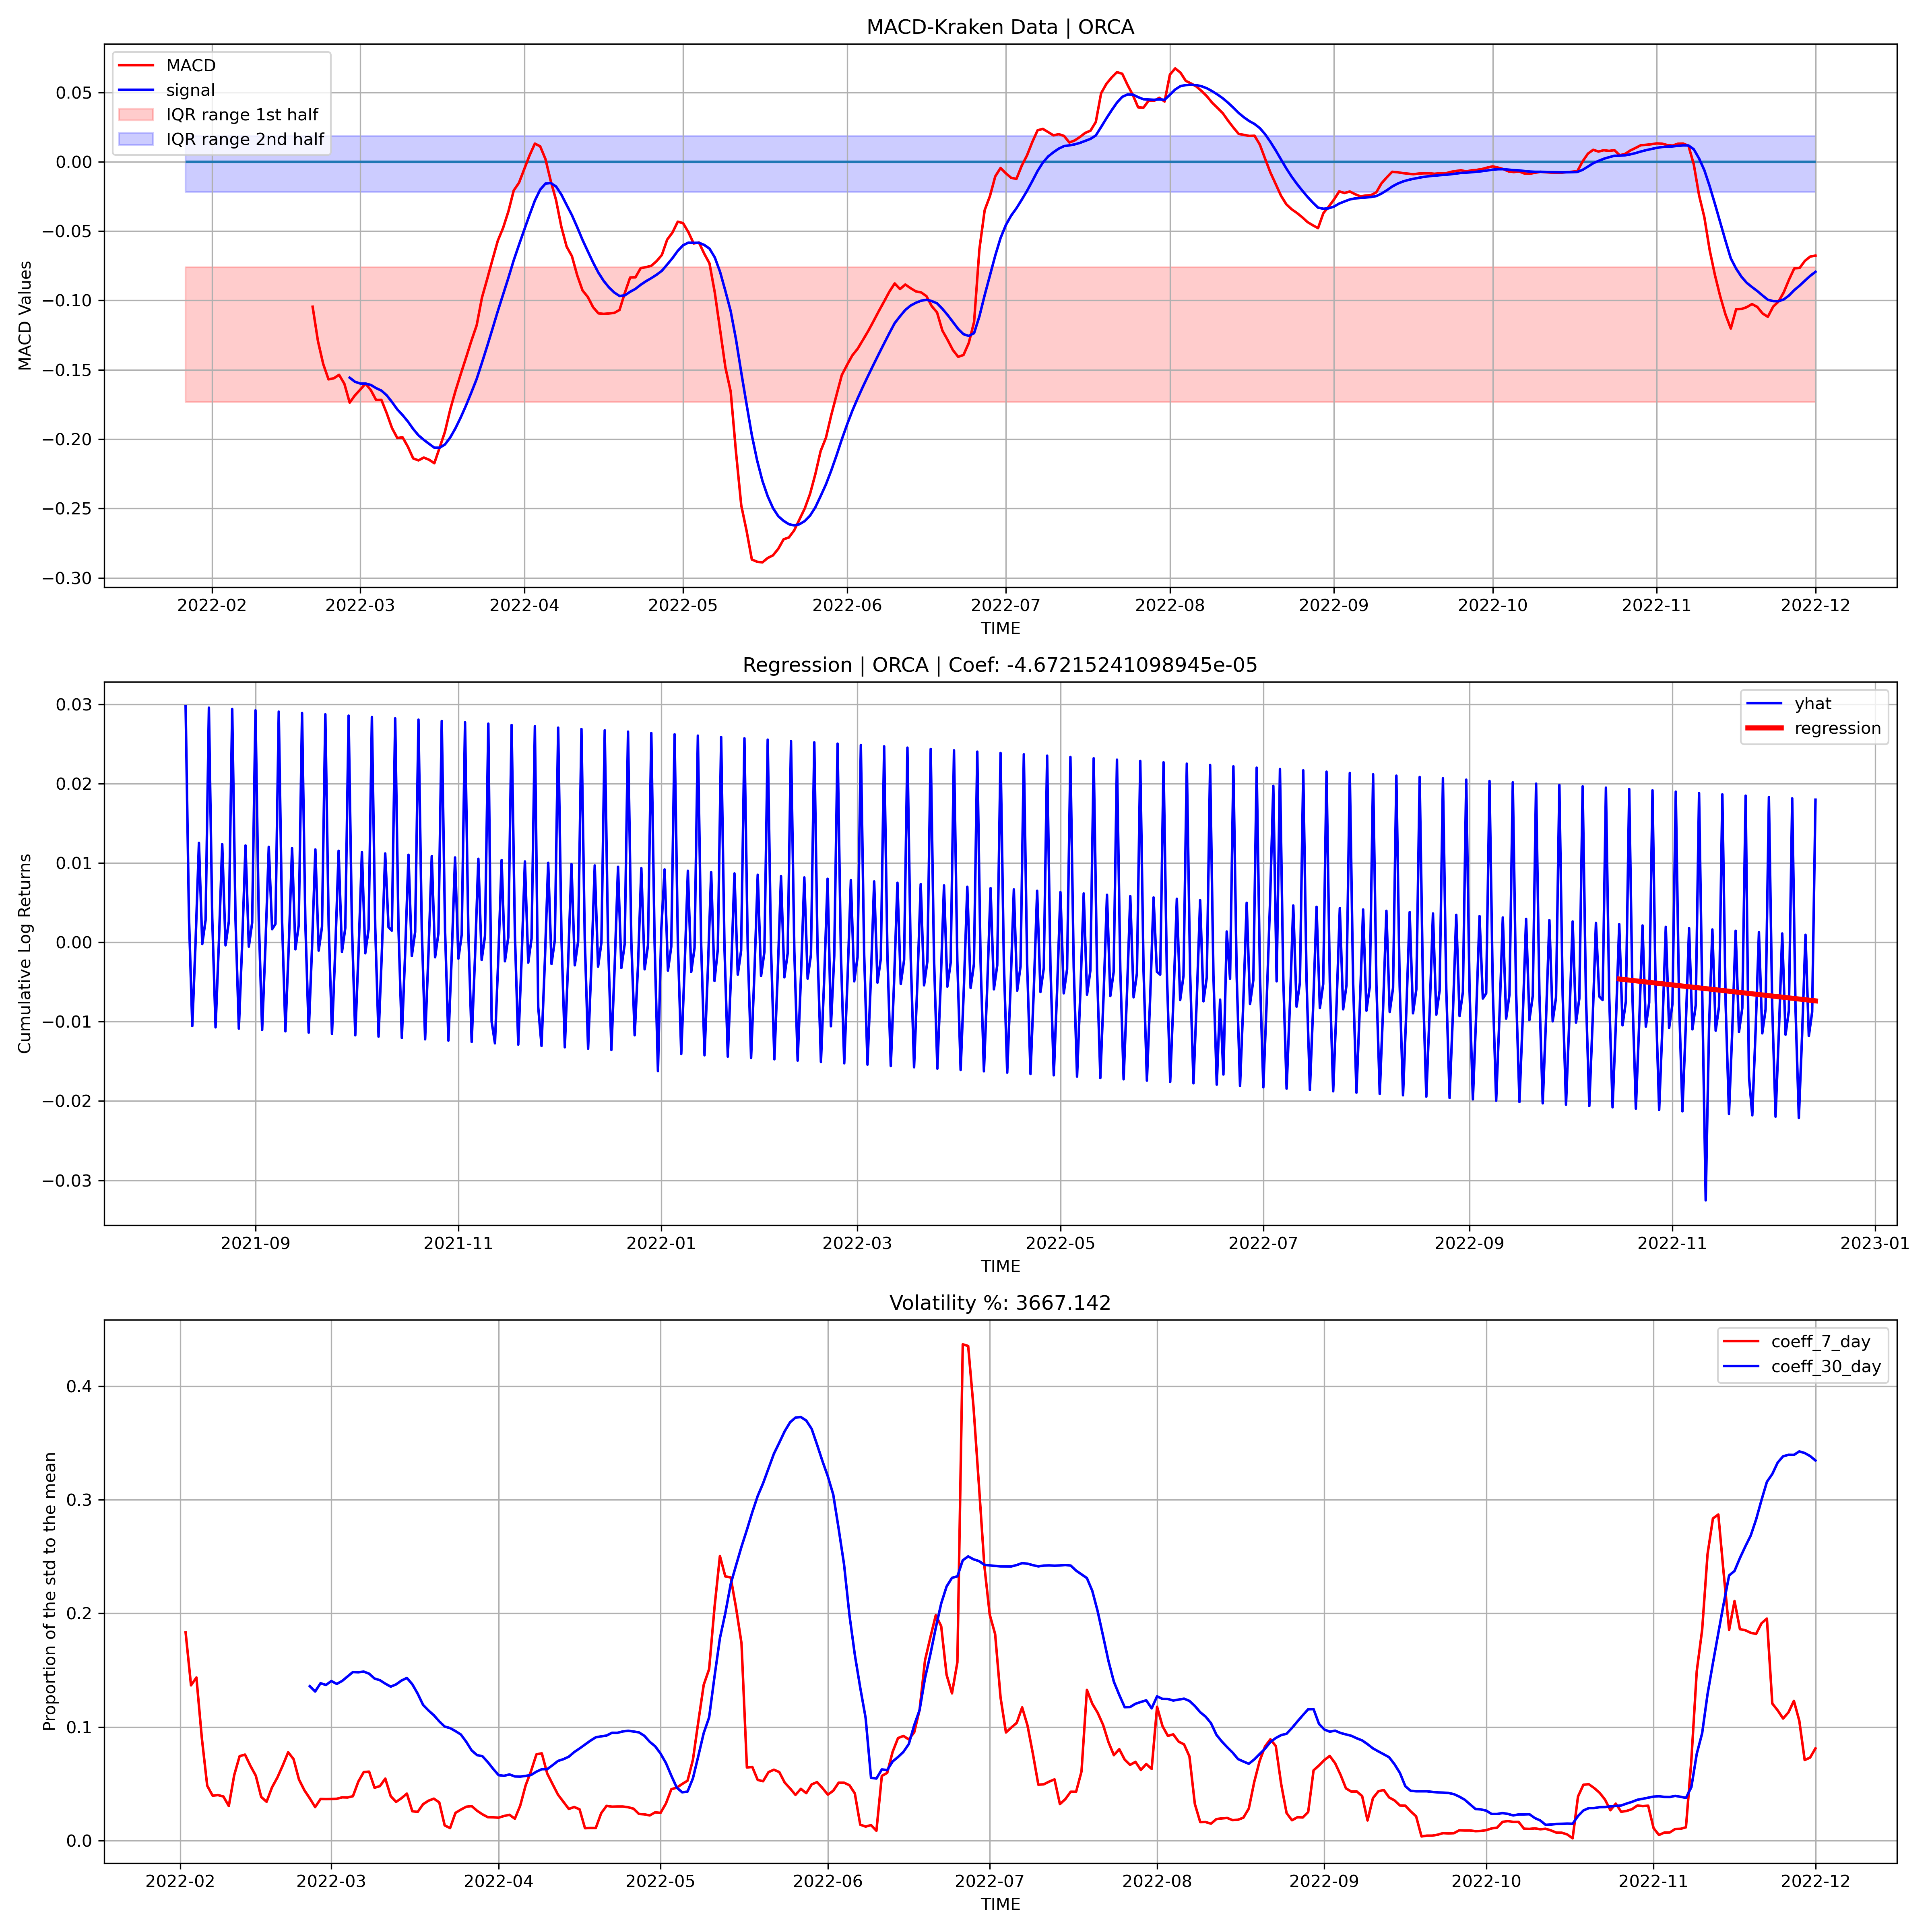 MACD-Kraken Data | ORCA
MACD
signal
IQR range 1st half
IQR range 2nd half
MACD Values
0.05
0.00
−0.05
−0.10
−0.15
−0.20
−0.25
−0.30
2022-02 2022-03 2022-04 2022-05 2022-06 2022-07 2022-08 2022-09 2022-10 2022-11 2022-12
TIME
Regression | ORCA | Coef: -4.67215241098945e-05
yhat
regression
Cumulative Log Returns
0.03
0.02
0.01
0.00
−0.01
−0.02
−0.03
2021-09 2021-11 2022-01 2022-03 2022-05 2022-07 2022-09 2022-11 2023-01
TIME
Volatility %: 3667.142
coeff_7_day
coeff_30_day
Proportion of the std to the mean
0.4
0.3
0.2
0.1
0.0
2022-02 2022-03 2022-04 2022-05 2022-06 2022-07 2022-08 2022-09 2022-10 2022-11 2022-12
TIME